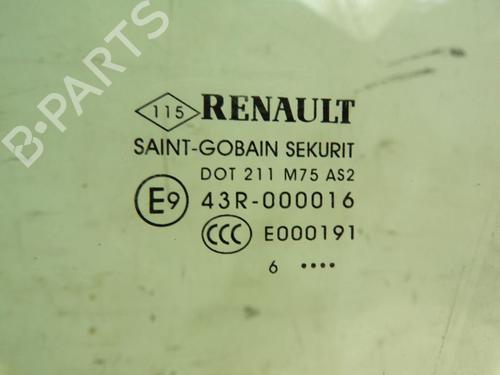 B-PARTS
115 RENAULT
SAINT-GOBAIN SEKURIT
DOT 211 M75 AS2
E9 43R-000016
CCC E000191
6 ....